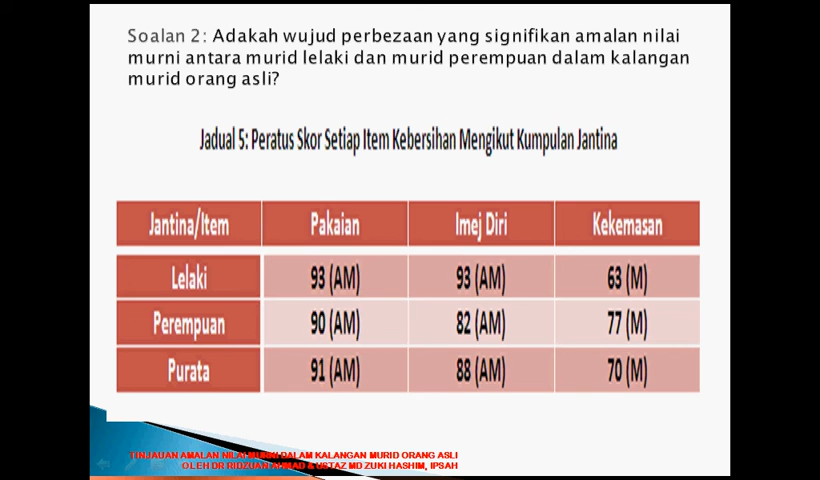 Soalan 2: Adakah wujud perbezaan yang signifikan amalan nilai
murni antara murid lelaki dan murid perempuan dalam kalangan
murid orang asli?
Jadual 5: Peratus Skor Setiap Item Kebersihan Mengikut Kumpulan Jantina
Jantina/Item Pakaian Imej Diri Kekemasan
Lelaki 93 (AM) 93 (AM) 63 (M)
Perempuan 90 (AM) 82 (AM) 77 (M)
Purata 91 (AM) 88 (AM) 70 (M)
TINJAUAN AMALAN NILAI MURNI DALAM KALANGAN MURID ORANG ASLI
OLEH DR RIDZUAN AHMAD & USTAZ MD ZUKI HASHIM, IPSAH